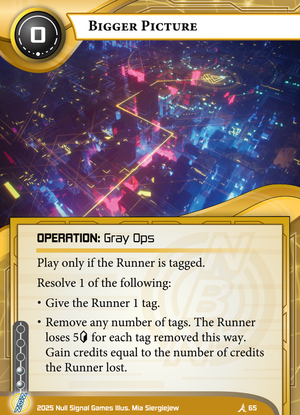 0
BIGGER PICTURE
OPERATION: Gray Ops
Play only if the Runner is tagged.
Resolve 1 of the following:
• Give the Runner 1 tag.
• Remove any number of tags. The Runner
loses 5 for each tag removed this way.
Gain credits equal to the number of credits
the Runner lost.
2025 Null Signal Games Illus. Mia Siergiejew
65